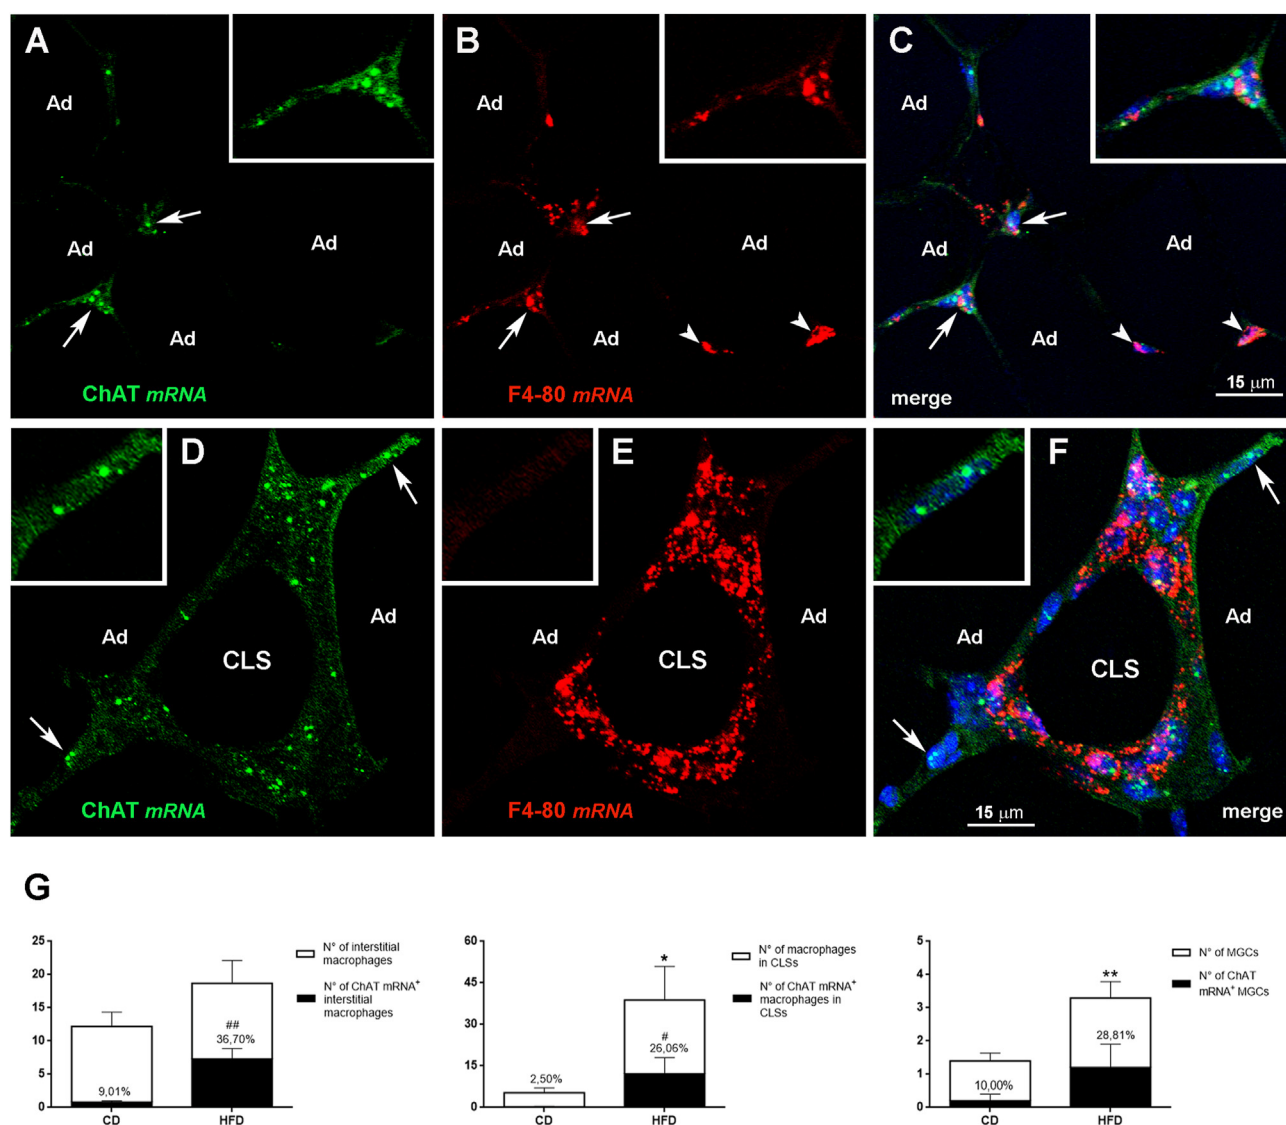 A
Ad
Ad
Ad
Ad
ChAT mRNA
B
Ad
Ad
Ad
Ad
F4-80 mRNA
C
Ad
Ad
Ad
Ad
merge
15 μm
D
Ad
Ad
CLS
ChAT mRNA
E
Ad
Ad
CLS
F4-80 mRNA
F
Ad
Ad
CLS
15 μm
merge
G
25
20
15
10
5
0
9,01%
##
36,70%
CD
HFD
N° of interstitial
macrophages
N° of ChAT mRNA⁺
interstitial
macrophages
60
45
30
15
0
2,50%
*
#
26,06%
CD
HFD
N° of macrophages
in CLSs
N° of ChAT mRNA⁺
macrophages in
CLSs
5
4
3
2
1
0
10,00%
**
28,81%
CD
HFD
N° of MGCs
N° of ChAT
mRNA⁺ MGCs